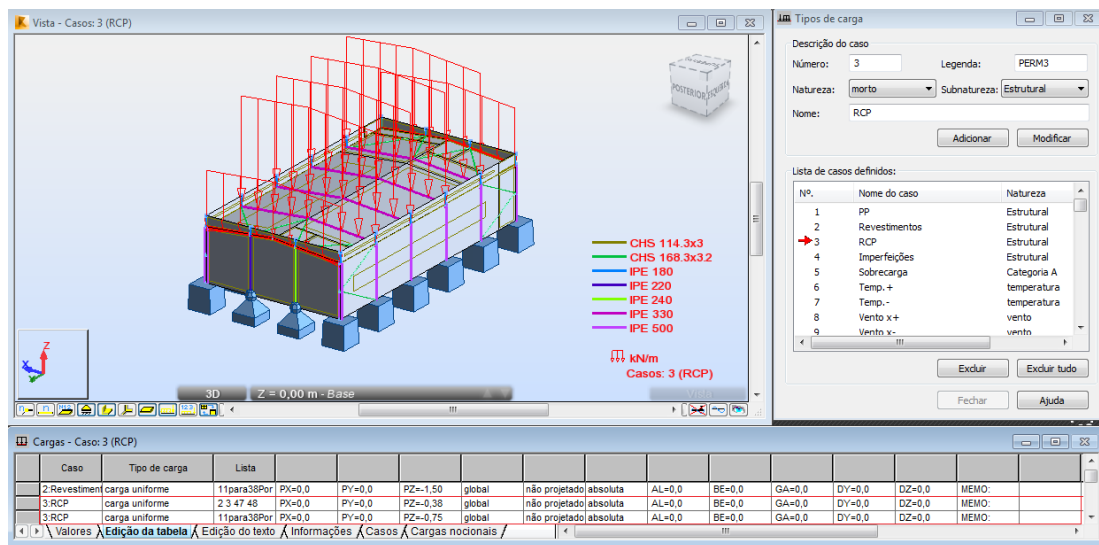 Vista - Casos: 3 (RCP)
POSTERIOR
CHS 114.3x3
CHS 168.3x3.2
IPE 180
IPE 220
IPE 240
IPE 330
IPE 500
kN/m
Casos: 3 (RCP)
Z
X
Y
3D
Z = 0,00 m - Base
Vista
Tipos de carga
Descrição do caso
Número: 3 Legenda: PERM3
Natureza: morto Subnatureza: Estrutural
Nome: RCP
Adicionar Modificar
Lista de casos definidos:
Nº. Nome do caso Natureza
1 PP Estrutural
2 Revestimentos Estrutural
3 RCP Estrutural
4 Imperfeições Estrutural
5 Sobrecarga Categoria A
6 Temp.+ temperatura
7 Temp.- temperatura
8 Vento x+ vento
9 Vento x- vento
Excluir Excluir tudo
Fechar Ajuda
Cargas - Caso: 3 (RCP)
Caso Tipo de carga Lista
2:Revestiment carga uniforme 11para38Por PX=0,0 PY=0,0 PZ=-1,50 global não projetado absoluta AL=0,0 BE=0,0 GA=0,0 DY=0,0 DZ=0,0 MEMO:
3:RCP carga uniforme 2 3 47 48 PX=0,0 PY=0,0 PZ=-0,38 global não projetado absoluta AL=0,0 BE=0,0 GA=0,0 DY=0,0 DZ=0,0 MEMO:
3:RCP carga uniforme 11para38Por PX=0,0 PY=0,0 PZ=-0,75 global não projetado absoluta AL=0,0 BE=0,0 GA=0,0 DY=0,0 DZ=0,0 MEMO:
Valores Edição da tabela Edição do texto Informações Casos Cargas nocionais